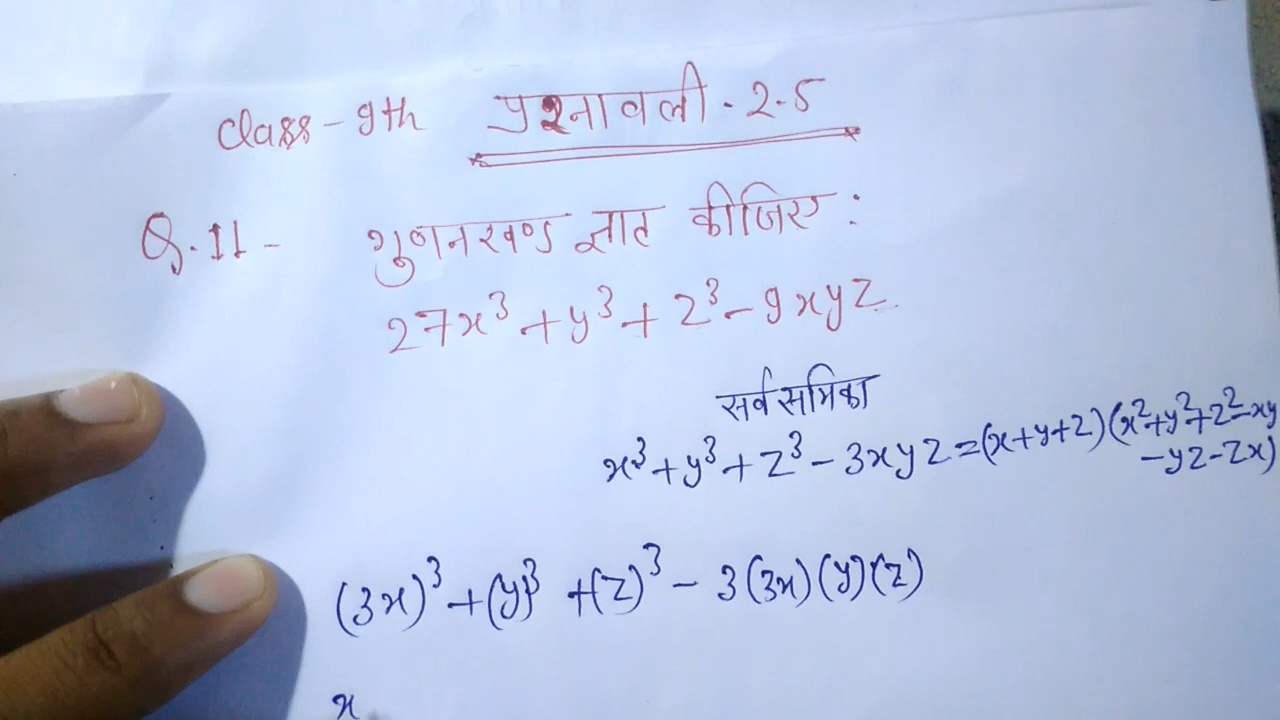 Class-9th प्रश्नावली.2.5
Q.11- गुणनखण्ड ज्ञात कीजिए:
27x³+y³+z³-9xyz
सर्वसमिका
x³+y³+z³-3xyz=(x+y+z)(x²+y²+z²-xy
-yz-zx)
(3x)³+(y)³+(z)³-3(3x)(y)(z)
x